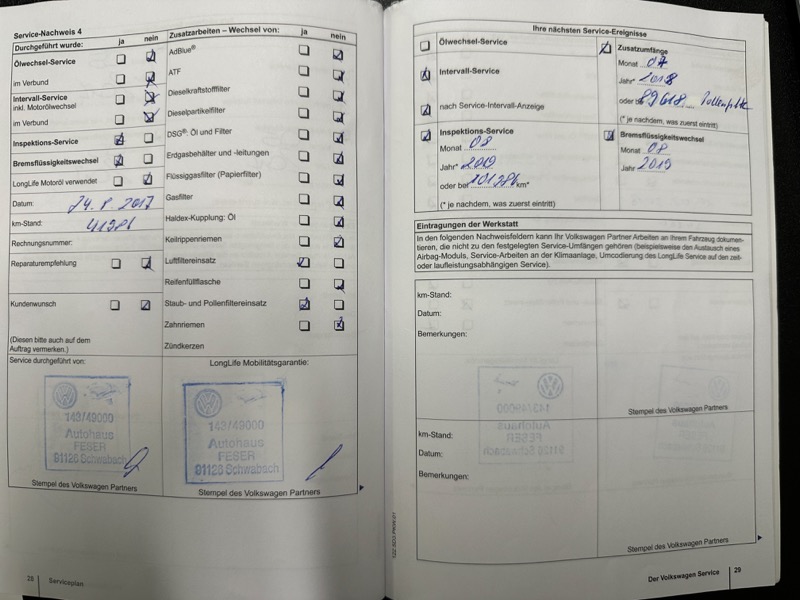 Service-Nachweis 4
Durchgeführt wurde: ja nein
Ölwechsel-Service
im Verbund
Intervall-Service
inkl. Motorölwechsel
im Verbund
Inspektions-Service
Bremsflüssigkeitswechsel
LongLife Motoröl verwendet
Datum: 24. 8 2017
km-Stand:
Rechnungsnummer:
Reparaturempfehlung
Kundenwunsch
(Diesen bitte auch auf dem
Auftrag vermerken.)
Service durchgeführt von:
143/49000
Autohaus
FESER
91126 Schwabach
Stempel des Volkswagen Partners
Zusatzarbeiten – Wechsel von: ja nein
AdBlue®
ATF
Dieselkraftstofffilter
Dieselpartikelfilter
DSG®: Öl und Filter
Erdgasbehälter und -leitungen
Flüssiggasfilter (Papierfilter)
Gasfilter
Haldex-Kupplung: Öl
Keilrippenriemen
Luftfiltereinsatz
Reifenfüllflasche
Staub- und Pollenfiltereinsatz
Zahnriemen
Zündkerzen
LongLife Mobilitätsgarantie:
143/49000
Autohaus
FESER
91126 Schwabach
Stempel des Volkswagen Partners
28 Serviceplan
Ihre nächsten Service-Ereignisse
Ölwechsel-Service
Intervall-Service
nach Service-Intervall-Anzeige
Inspektions-Service
Monat 08
Jahr* 2019
oder bei 101286 km*
(* je nachdem, was zuerst eintritt)
Zusatzumfänge
Monat 07
Jahr* 2018
oder bei 89618 Pollenfilter
(* je nachdem, was zuerst eintritt)
Bremsflüssigkeitswechsel
Monat 08
Jahr 2019
Eintragungen der Werkstatt
In den folgenden Nachweisfeldern kann Ihr Volkswagen Partner Arbeiten an Ihrem Fahrzeug dokumen-
tieren, die nicht zu den festgelegten Service-Umfängen gehören (beispielsweise den Austausch eines
Airbag-Moduls, Service-Arbeiten an der Klimaanlage, Umcodierung des LongLife Service auf den zeit-
oder laufleistungsabhängigen Service).
km-Stand:
Datum:
Bemerkungen:
Stempel des Volkswagen Partners
km-Stand:
Datum:
Bemerkungen:
Stempel des Volkswagen Partners
Der Volkswagen Service 29